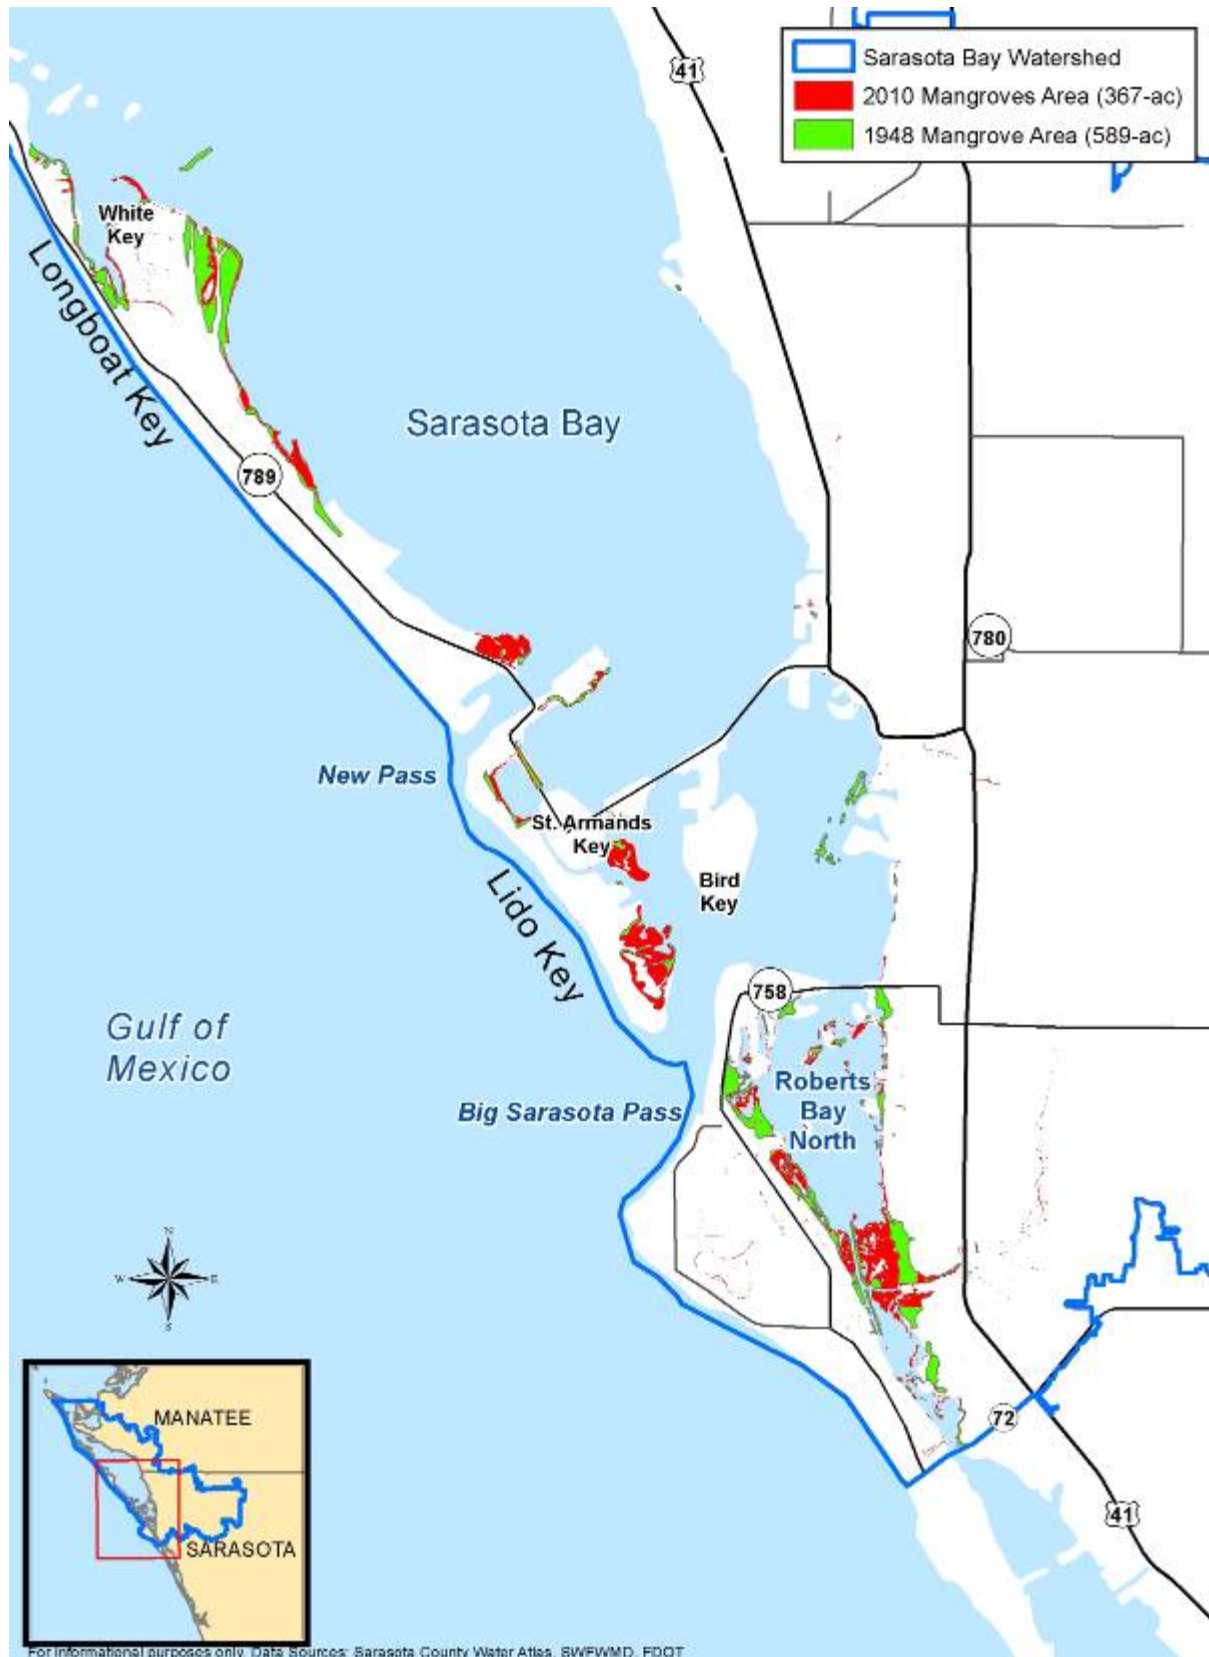 41
Sarasota Bay Watershed
2010 Mangroves Area (367-ac)
1948 Mangrove Area (589-ac)
White
Key
Longboat Key
Sarasota Bay
789
780
New Pass
St. Armands
Key
Bird
Key
Lido Key
758
Gulf of
Mexico
Roberts
Bay
North
Big Sarasota Pass
N
W
E
S
72
41
MANATEE
SARASOTA
For informational purposes only. Data Sources: Sarasota County Water Atlas, SWFWMD, FDOT